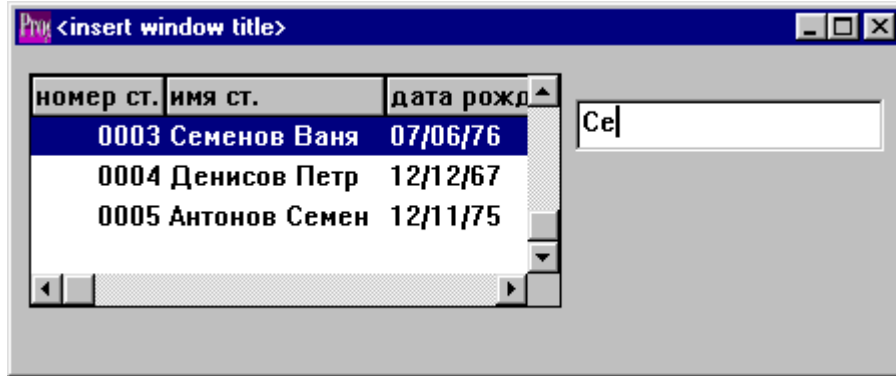 Prog <insert window title>
номер ст. имя ст. дата рожд
0003 Семенов Ваня 07/06/76
0004 Денисов Петр 12/12/67
0005 Антонов Семен 12/11/75
Се